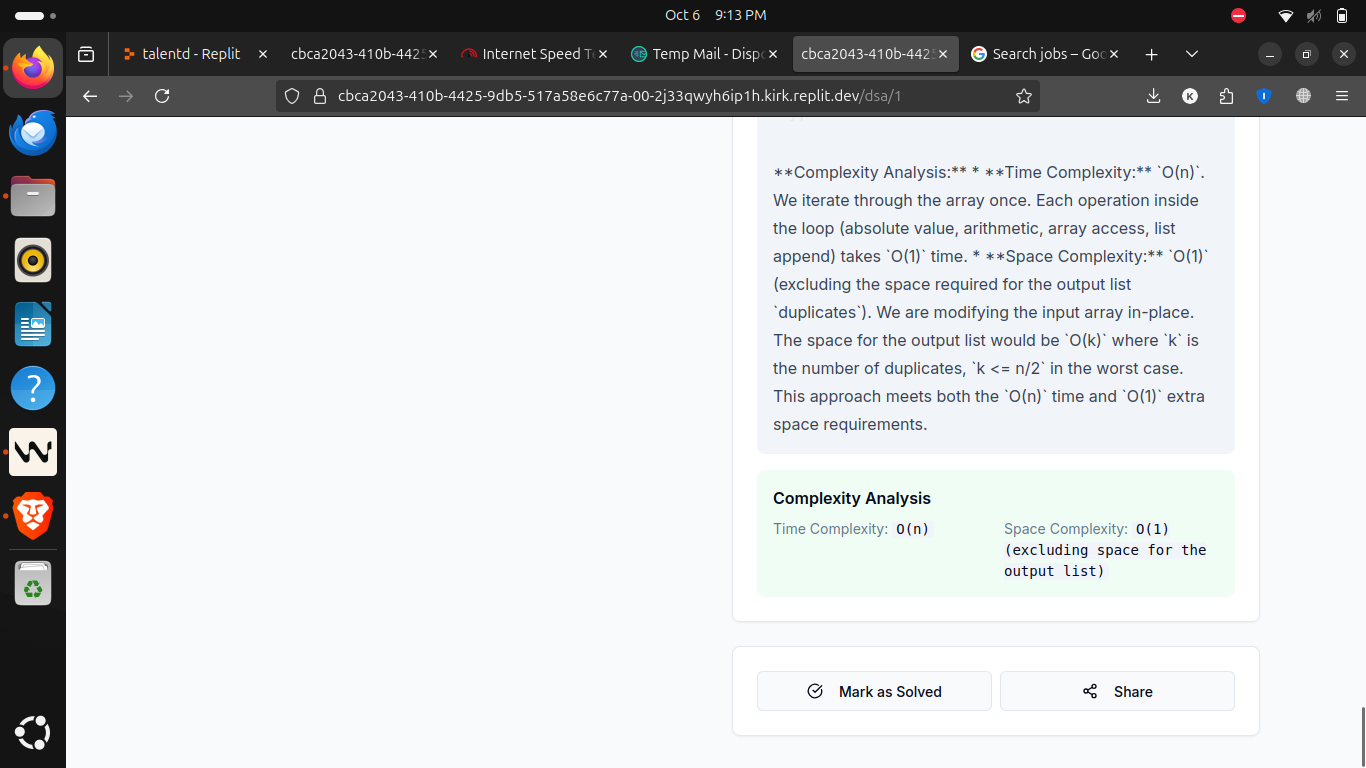 Oct 6 9:13 PM
talentd - Replit
cbca2043-410b-442
Internet Speed Te
Temp Mail - Disp
cbca2043-410b-442
Search jobs – Goo
cbca2043-410b-4425-9db5-517a58e6c77a-00-2j33qwyh6ip1h.kirk.replit.dev/dsa/1
K
**Complexity Analysis:** * **Time Complexity:** `O(n)`.
We iterate through the array once. Each operation inside
the loop (absolute value, arithmetic, array access, list
append) takes `O(1)` time. * **Space Complexity:** `O(1)`
(excluding the space required for the output list
`duplicates`). We are modifying the input array in-place.
The space for the output list would be `O(k)` where `k` is
the number of duplicates, `k <= n/2` in the worst case.
This approach meets both the `O(n)` time and `O(1)` extra
space requirements.
Complexity Analysis
Time Complexity: O(n)
Space Complexity: O(1)
(excluding space for the
output list)
Mark as Solved
Share